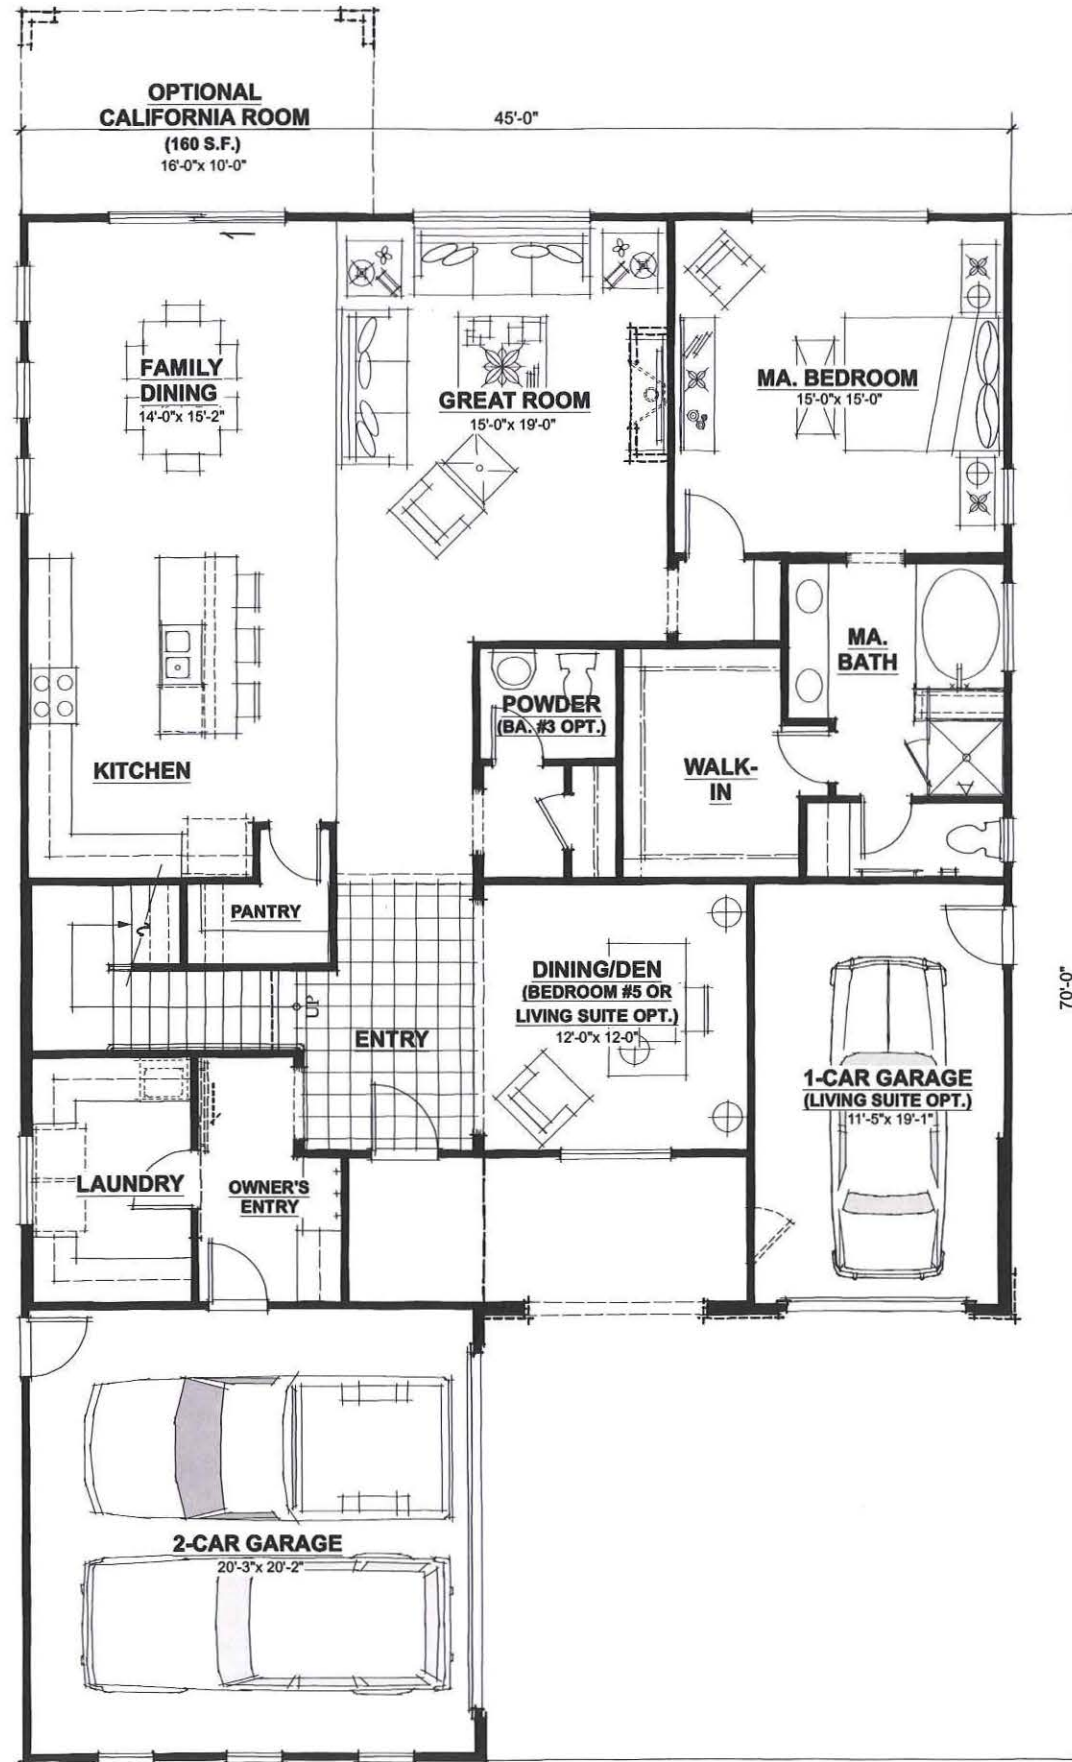 OPTIONAL
CALIFORNIA ROOM
(160 S.F.)
16'-0"x 10'-0"
45'-0"
FAMILY
DINING
14'-0"x 15'-2"
GREAT ROOM
15'-0"x 19'-0"
MA. BEDROOM
15'-0"x 15'-0"
MA.
BATH
POWDER
(BA. #3 OPT.)
WALK-
IN
KITCHEN
PANTRY
UP
ENTRY
DINING/DEN
(BEDROOM #5 OR
LIVING SUITE OPT.)
12'-0"x 12'-0"
70'-0"
1-CAR GARAGE
(LIVING SUITE OPT.)
11'-5"x 19'-1"
LAUNDRY
OWNER'S
ENTRY
2-CAR GARAGE
20'-3"x 20'-2"